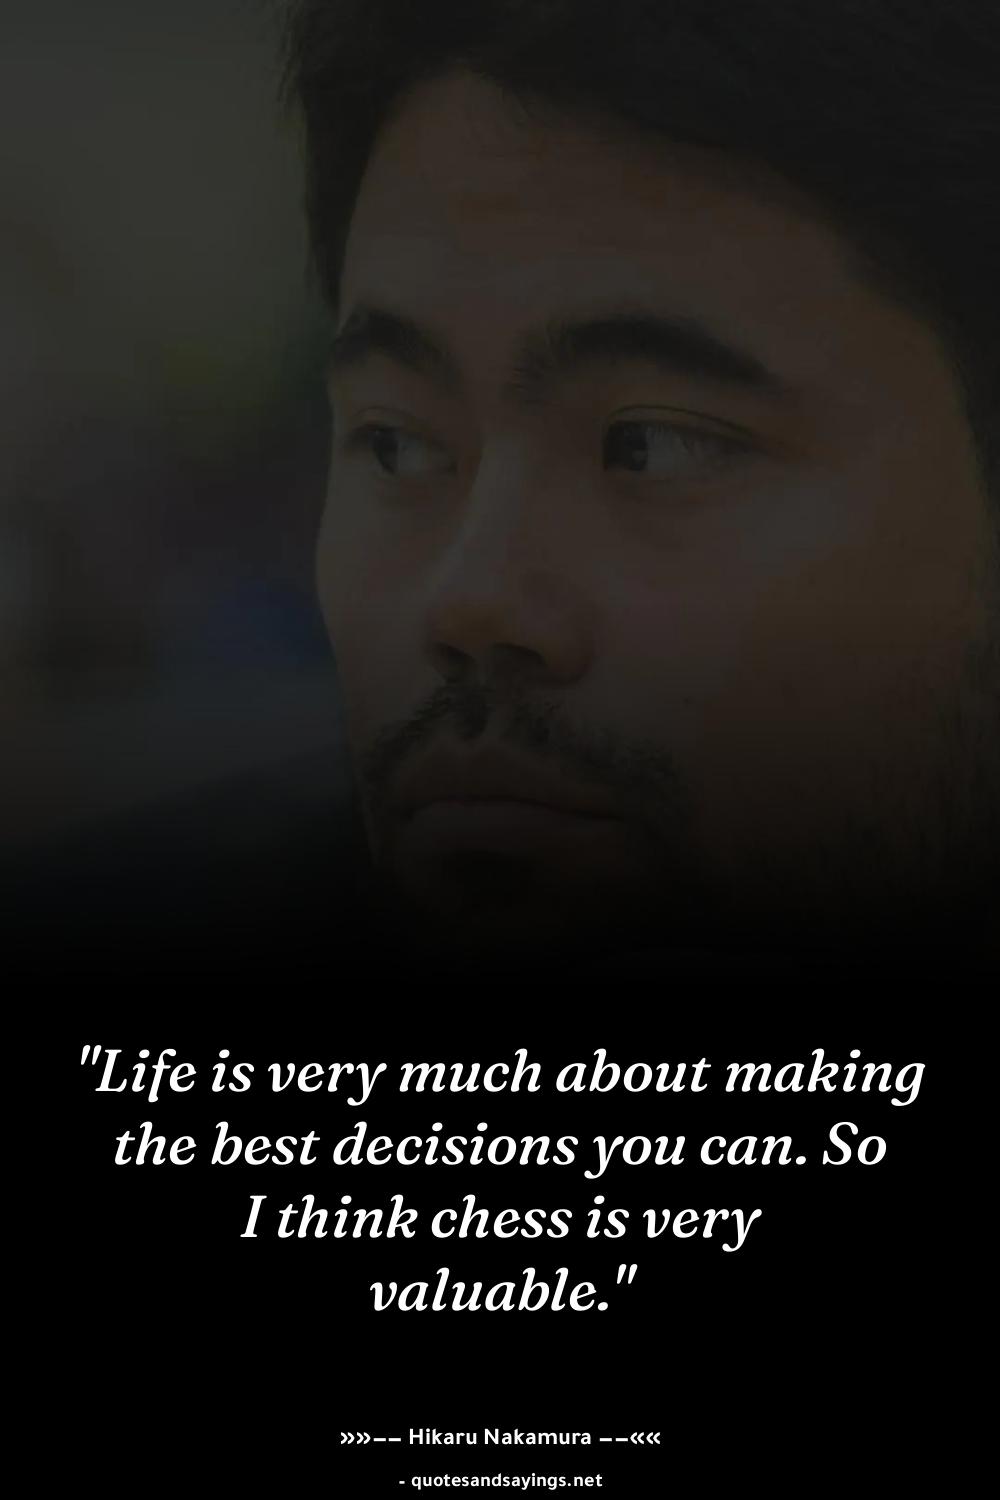 "Life is very much about making
the best decisions you can. So
I think chess is very
valuable."
»»–– Hikaru Nakamura ––««
- quotesandsayings.net